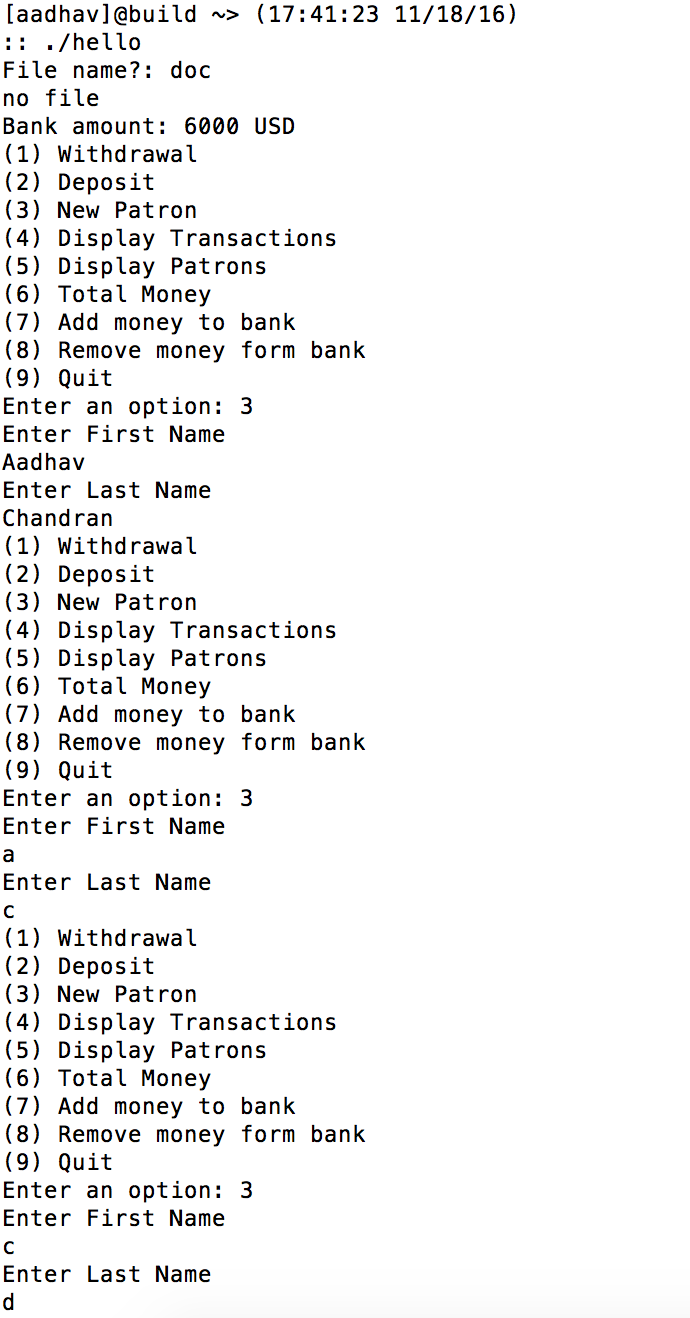 [aadhav]@build ~> (17:41:23 11/18/16)
:: ./hello
File name?: doc
no file
Bank amount: 6000 USD
(1) Withdrawal
(2) Deposit
(3) New Patron
(4) Display Transactions
(5) Display Patrons
(6) Total Money
(7) Add money to bank
(8) Remove money form bank
(9) Quit
Enter an option: 3
Enter First Name
Aadhav
Enter Last Name
Chandran
(1) Withdrawal
(2) Deposit
(3) New Patron
(4) Display Transactions
(5) Display Patrons
(6) Total Money
(7) Add money to bank
(8) Remove money form bank
(9) Quit
Enter an option: 3
Enter First Name
a
Enter Last Name
c
(1) Withdrawal
(2) Deposit
(3) New Patron
(4) Display Transactions
(5) Display Patrons
(6) Total Money
(7) Add money to bank
(8) Remove money form bank
(9) Quit
Enter an option: 3
Enter First Name
c
Enter Last Name
d